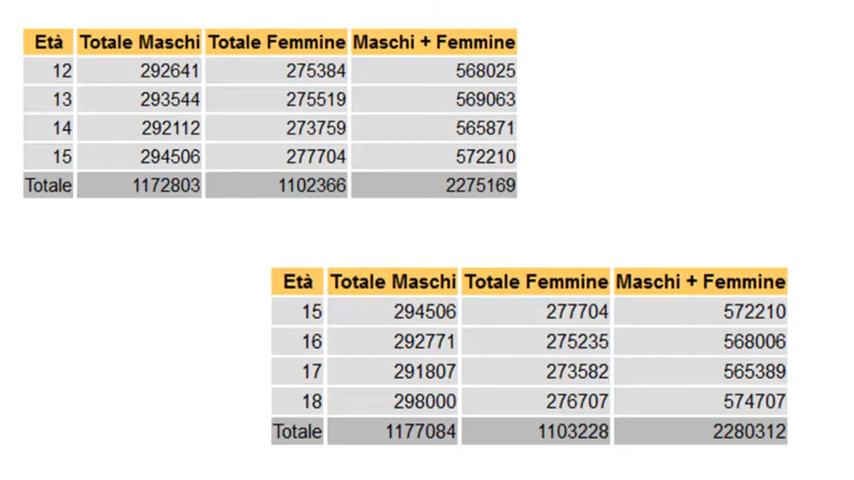 Età Totale Maschi Totale Femmine Maschi + Femmine
12 292641 275384 568025
13 293544 275519 569063
14 292112 273759 565871
15 294506 277704 572210
Totale 1172803 1102366 2275169
Età Totale Maschi Totale Femmine Maschi + Femmine
15 294506 277704 572210
16 292771 275235 568006
17 291807 273582 565389
18 298000 276707 574707
Totale 1177084 1103228 2280312